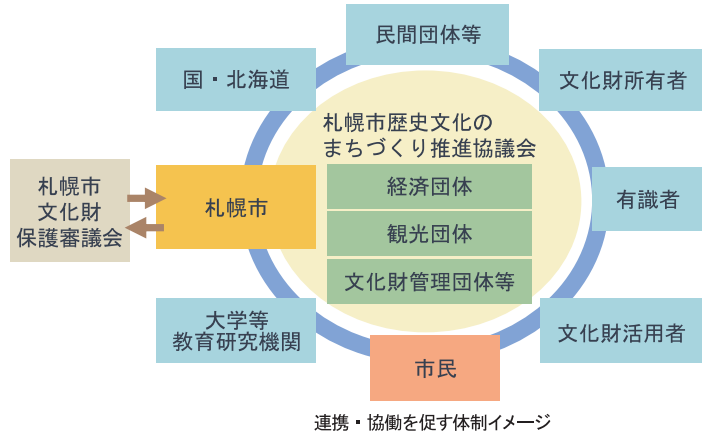 民間団体等
国・北海道
文化財所有者
札幌市歴史文化の
まちづくり推進協議会
経済団体
観光団体
文化財管理団体等
札幌市
文化財
保護審議会
札幌市
有識者
大学等
教育研究機関
文化財活用者
市民
連携・協働を促す体制イメージ